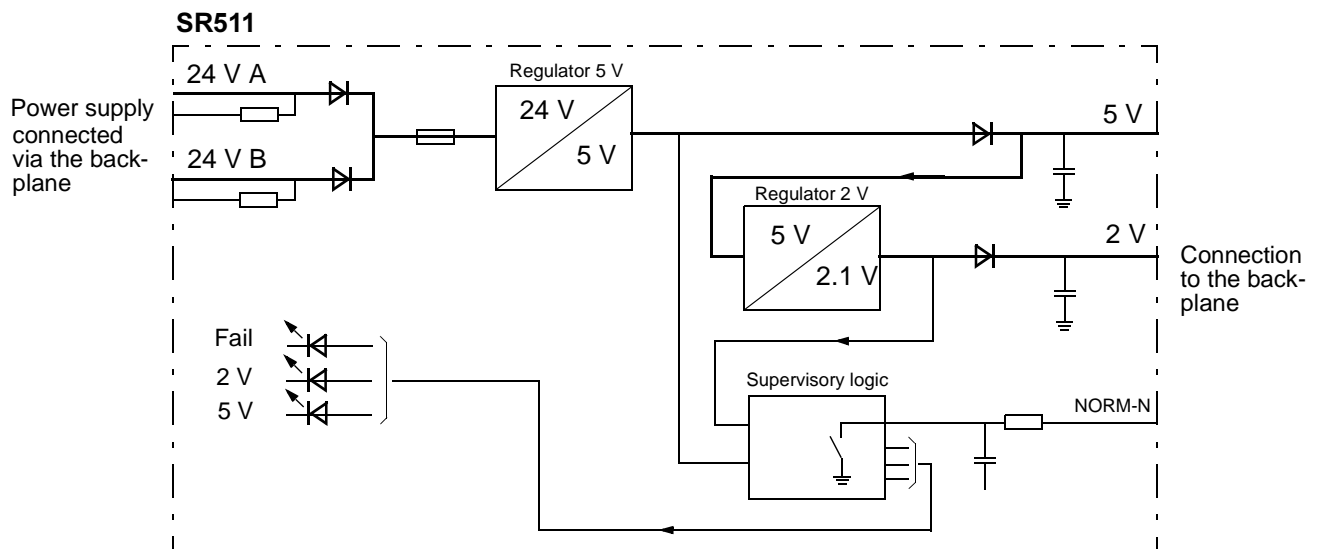 SR511
24 V A
Regulator 5 V
Power supply
connected
via the back-
plane
24 V
5 V
5 V
24 V B
Regulator 2 V
5 V
2.1 V
2 V
Connection
to the back-
plane
Fail
2 V
5 V
Supervisory logic
NORM-N